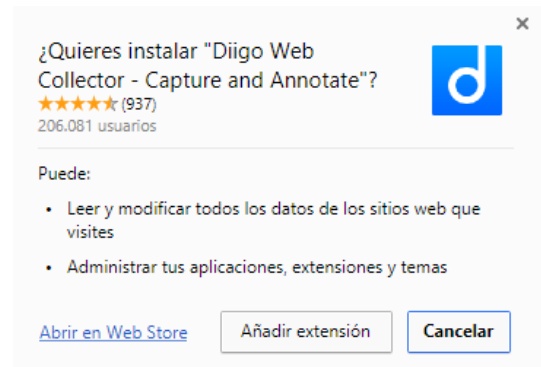 ¿Quieres instalar "Diigo Web
Collector - Capture and Annotate"?
(937)
206.081 usuarios
Puede:
• Leer y modificar todos los datos de los sitios web que
visites
• Administrar tus aplicaciones, extensiones y temas
Abrir en Web Store
Añadir extensión
Cancelar